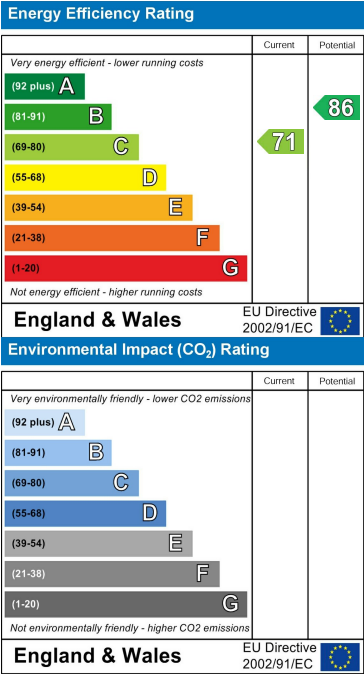 Energy Efficiency Rating
Current Potential
Very energy efficient - lower running costs
(92 plus) A
(81-91) B
(69-80) C
(55-68) D
(39-54) E
(21-38) F
(1-20) G
71
86
Not energy efficient - higher running costs
England & Wales
EU Directive
2002/91/EC
Environmental Impact (CO₂) Rating
Current Potential
Very environmentally friendly - lower CO2 emissions
(92 plus) A
(81-91) B
(69-80) C
(55-68) D
(39-54) E
(21-38) F
(1-20) G
Not environmentally friendly - higher CO2 emissions
England & Wales
EU Directive
2002/91/EC